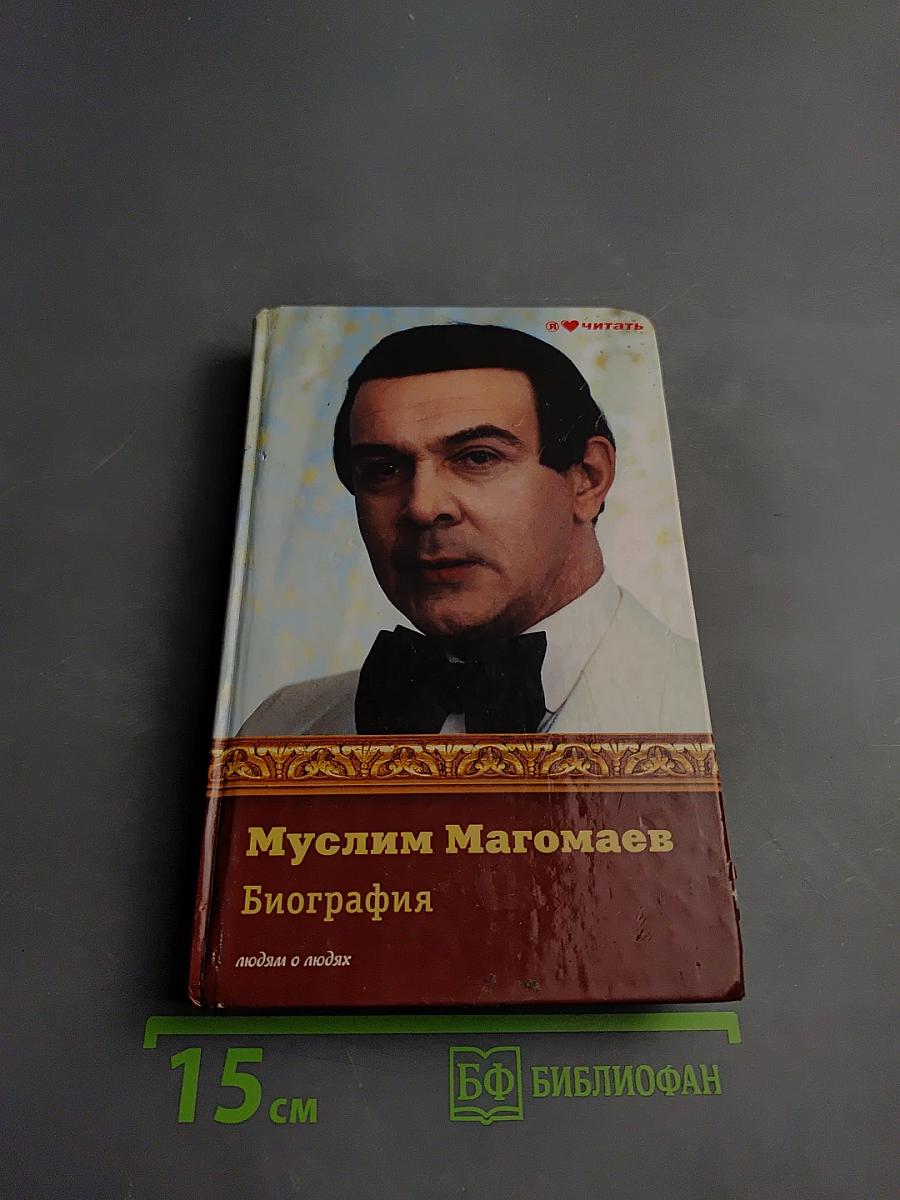 Я ❤ читать
Муслим Магомаев
Биография
людям о людях
15 см
БФ БИБЛИОФАН